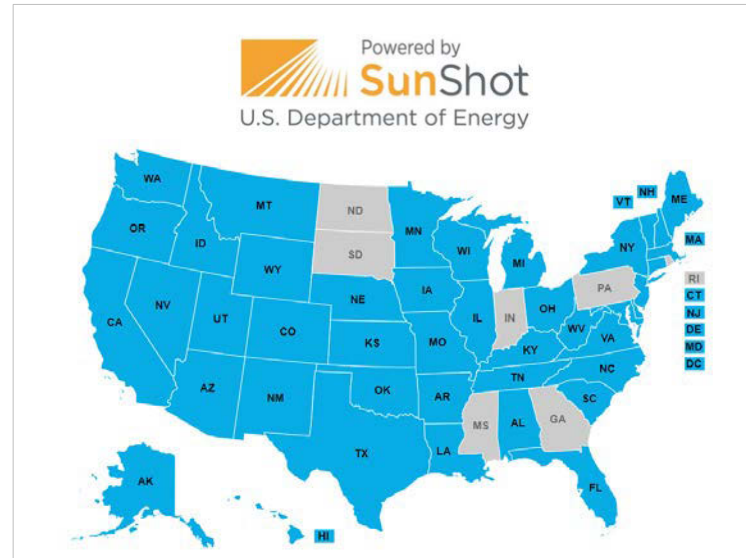 Powered by
SunShot
U.S. Department of Energy
WA
MT
ND
MN
VT
NH
ME
OR
ID
SD
WI
MI
NY
MA
WY
RI
CT
NJ
DE
MD
DC
NV
UT
CO
NE
IA
IL
IN
OH
PA
CA
KS
MO
KY
WV
VA
AZ
NM
OK
AR
TN
NC
SC
TX
LA
MS
AL
GA
FL
AK
HI